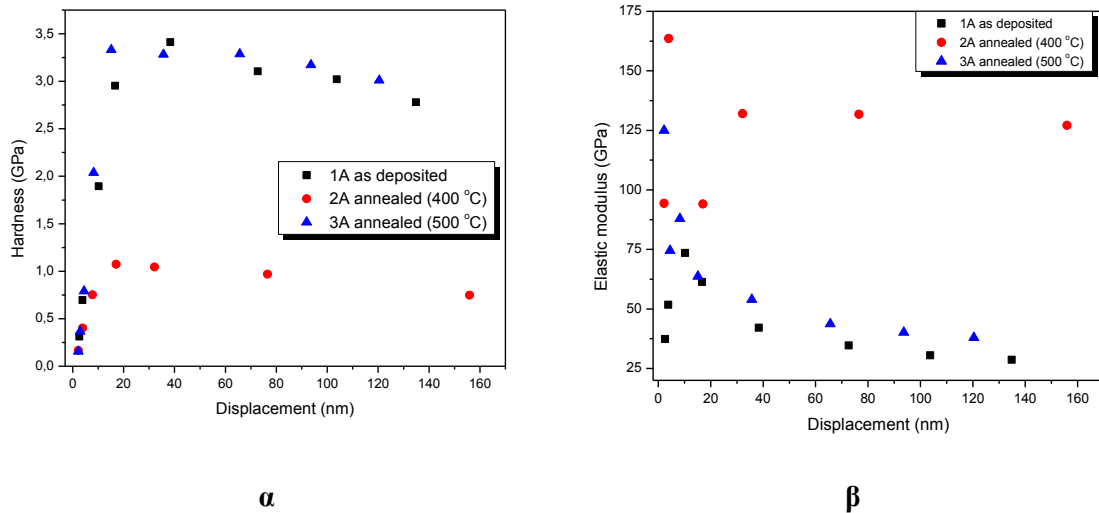 3,5
3,0
2,5
2,0
1,5
1,0
0,5
0,0
Hardness (GPa)
0 20 40 60 80 100 120 140 160
Displacement (nm)
1A as deposited
2A annealed (400 °C)
3A annealed (500 °C)
α
175
150
125
100
75
50
25
Elastic modulus (GPa)
0 20 40 60 80 100 120 140 160
Displacement (nm)
1A as deposited
2A annealed (400 °C)
3A annealed (500 °C)
β